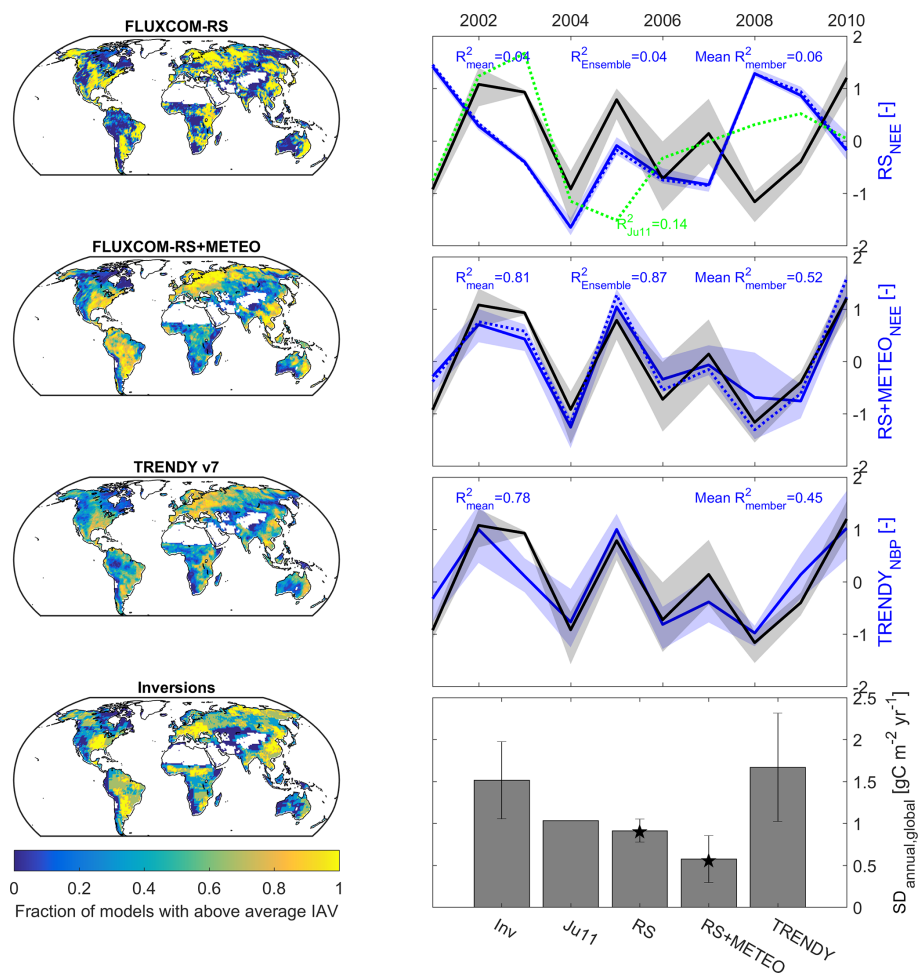 FLUXCOM-RS
FLUXCOM-RS+METEO
TRENDY v7
Inversions
0 0.2 0.4 0.6 0.8 1
Fraction of models with above average IAV
2002 2004 2006 2008 2010
R²mean=0.04 R²Ensemble=0.04 Mean R²member=0.06
R²Ju11=0.14
2
1
0
-1
-2
RS_NEE [-]
R²mean=0.81 R²Ensemble=0.87 Mean R²member=0.52
2
1
0
-1
-2
RS+METEO_NEE [-]
R²mean=0.78 Mean R²member=0.45
2
1
0
-1
-2
TRENDY_NBP [-]
2.5
2
1.5
1
0.5
0
SD_annual,global [gC m⁻² yr⁻¹]
Inv Ju11 RS RS+METEO TRENDY